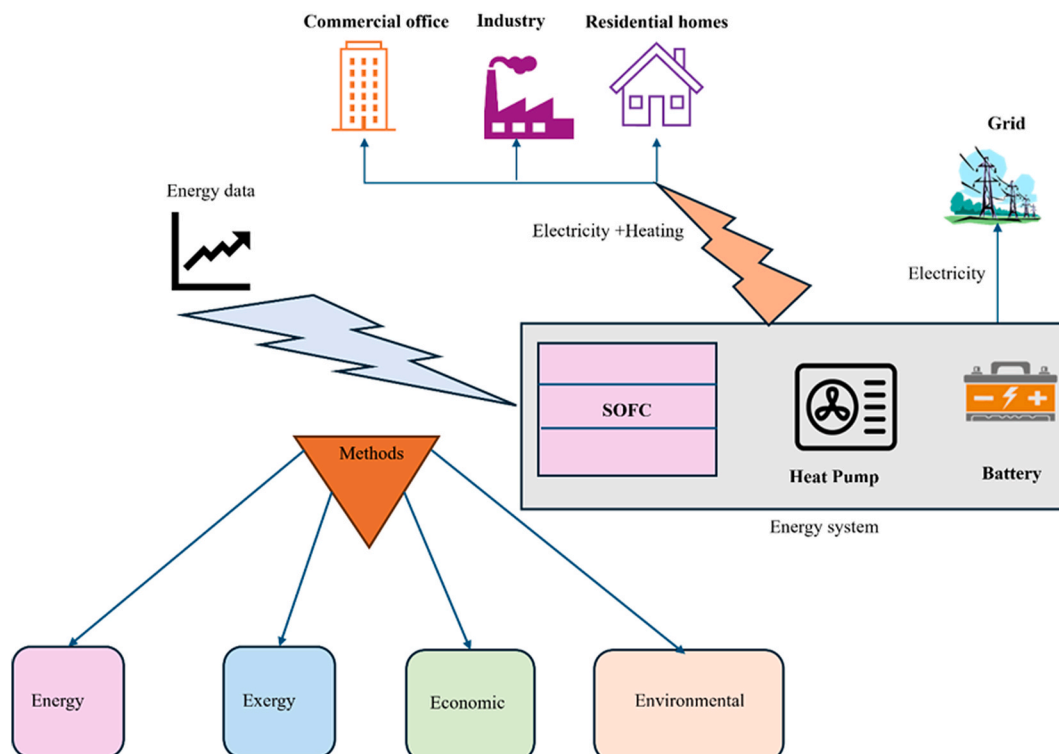 Commercial office
Industry
Residential homes
Grid
Energy data
Electricity +Heating
Electricity
SOFC
Heat Pump
Battery
Energy system
Methods
Energy
Exergy
Economic
Environmental